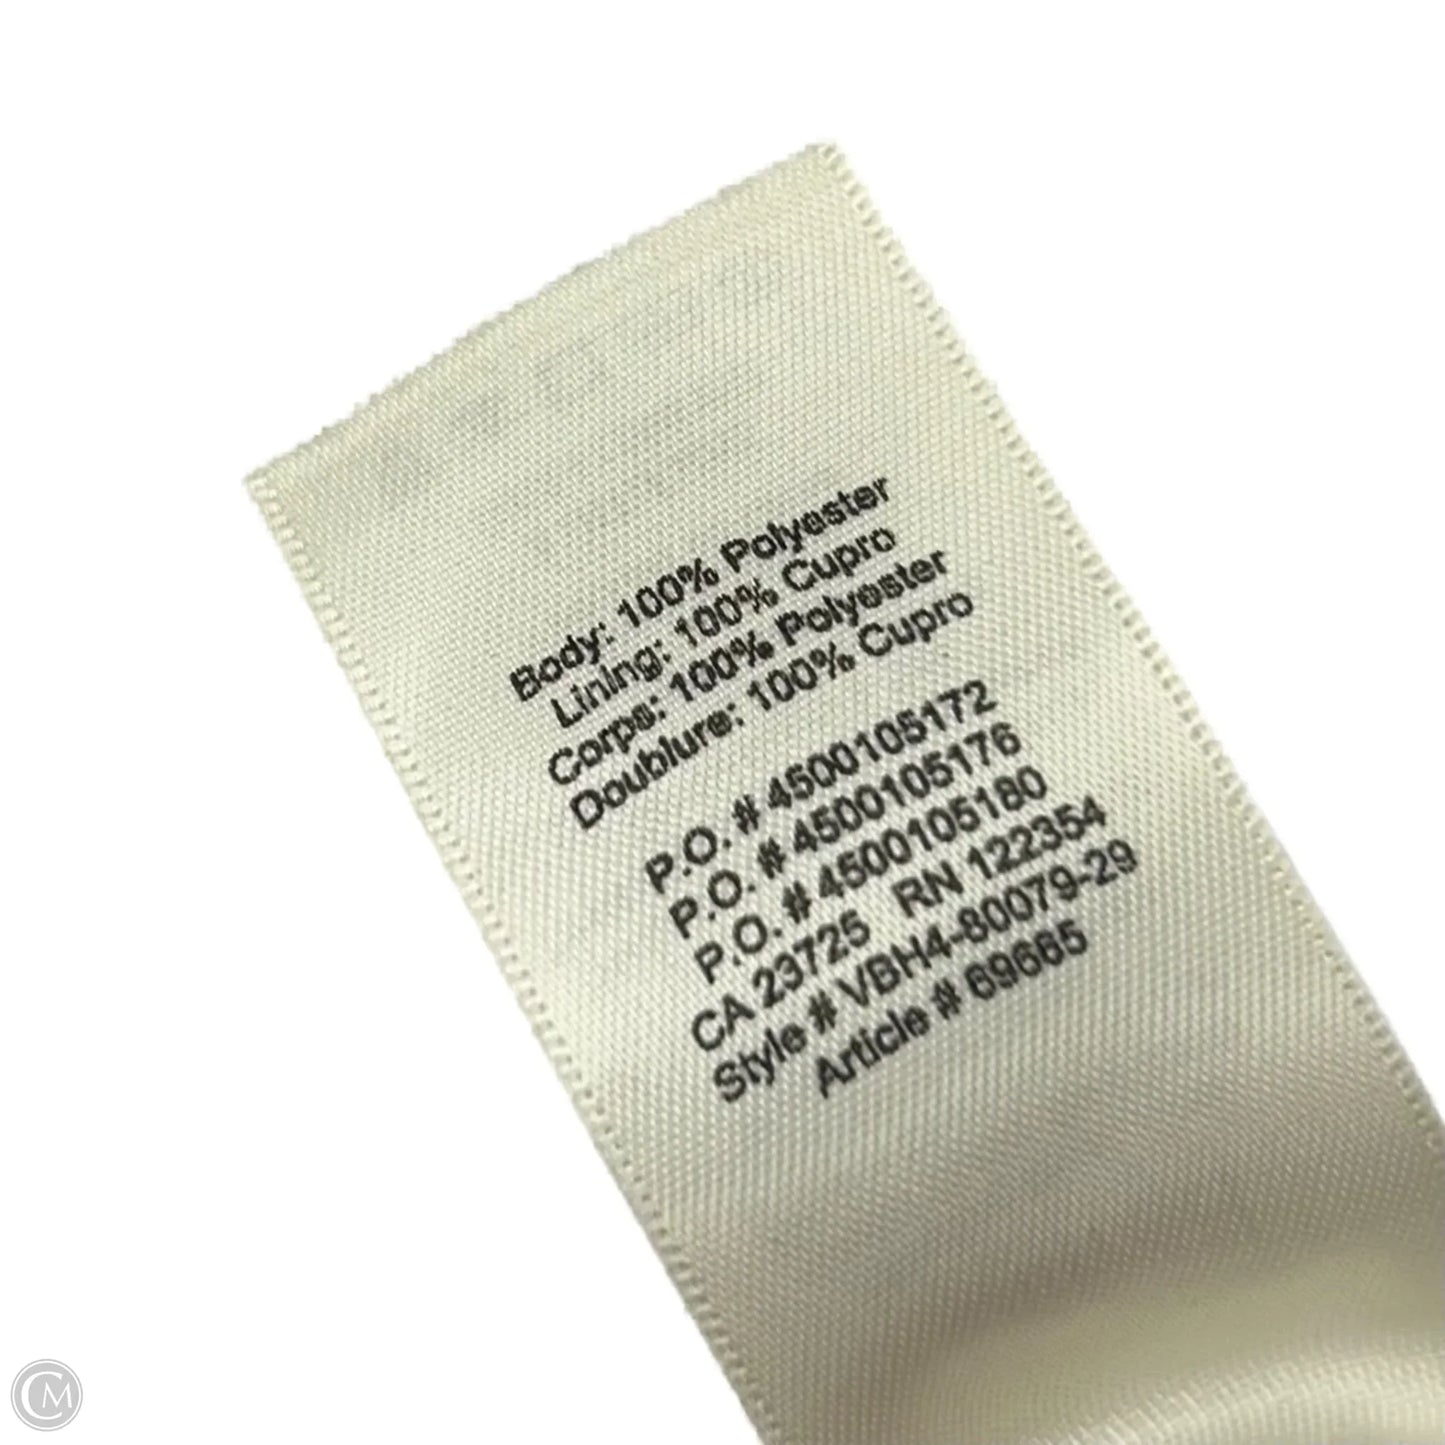 Body: 100% Polyester
Lining: 100% Cupro
Corps: 100% Polyester
Doublure: 100% Cupro
P.O. # 4500105172
P.O. # 4500105176
P.O. # 4500105180
CA 23725 RN 122354
Style # VBH4-80079-29
Article # 69665
CM